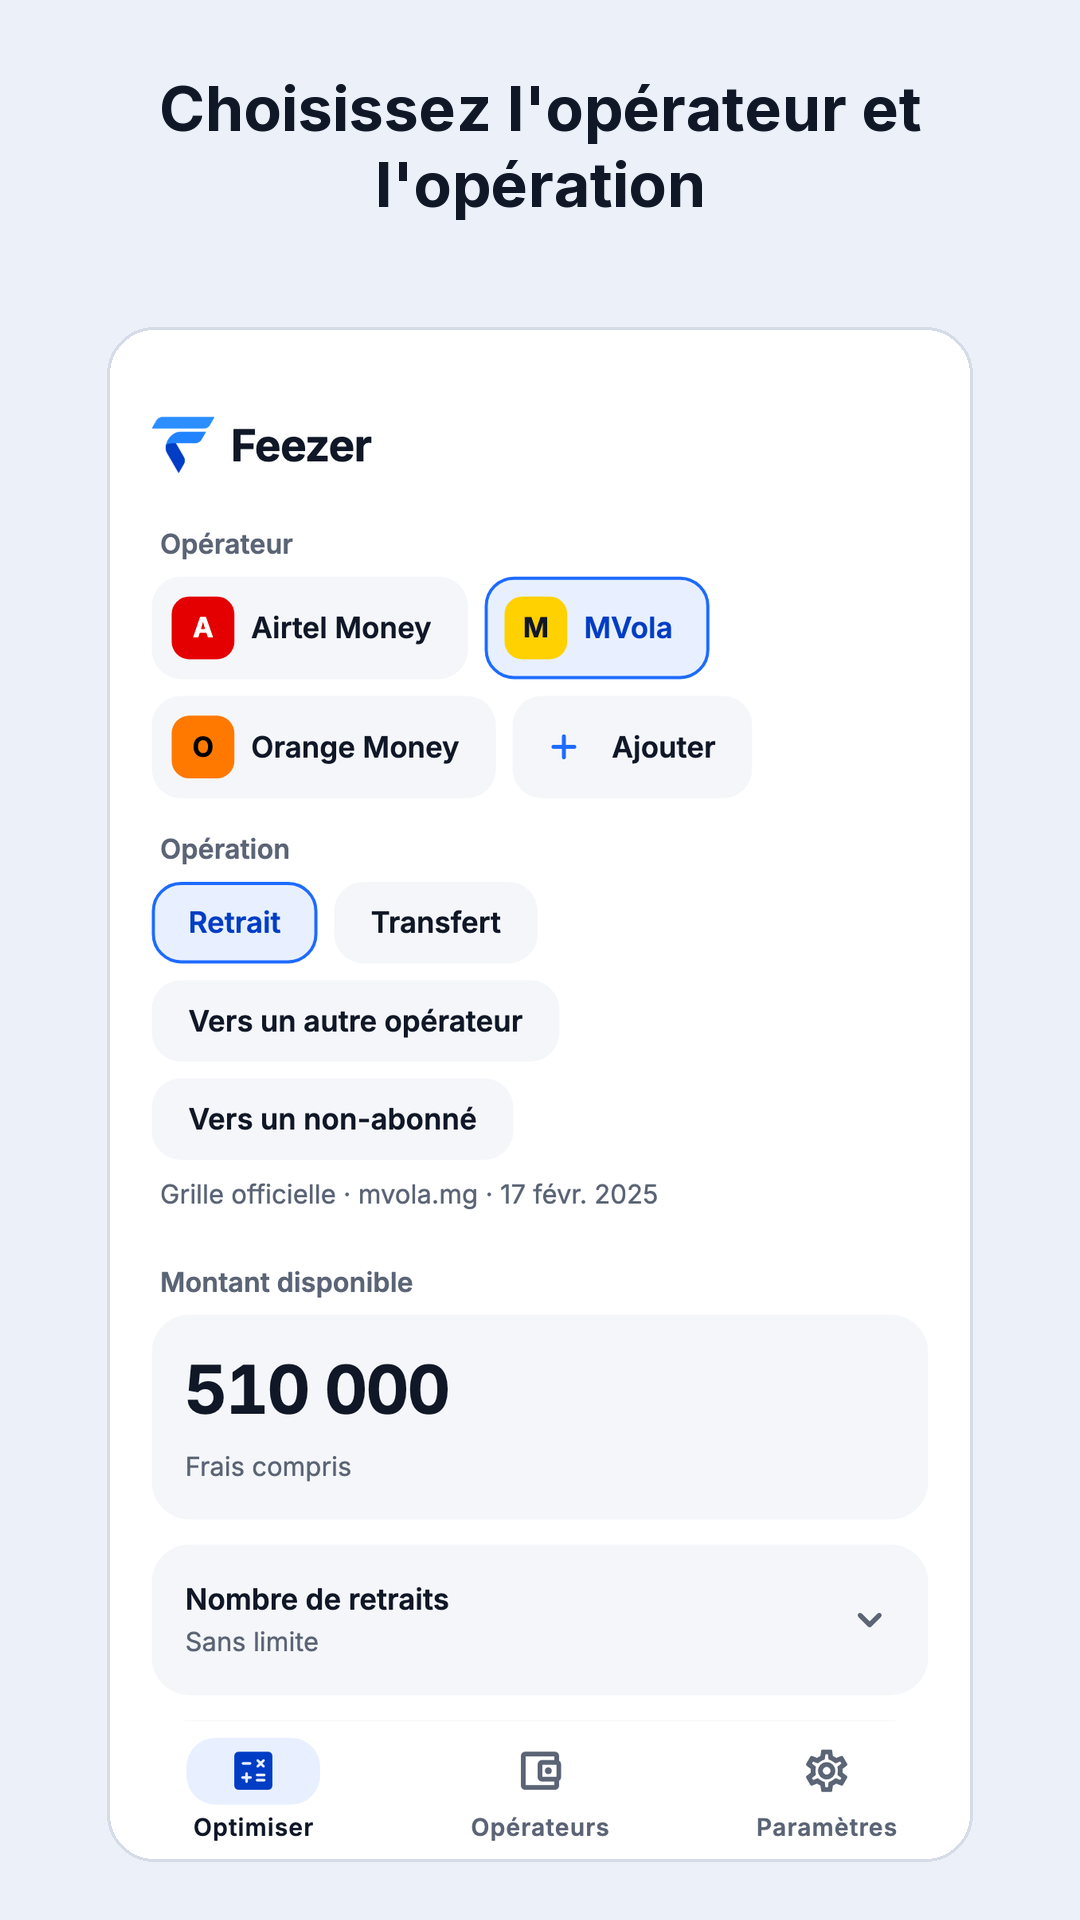 Choisissez l'opérateur et
l'opération
Feezer
Opérateur
A Airtel Money
M MVola
O Orange Money
+ Ajouter
Opération
Retrait
Transfert
Vers un autre opérateur
Vers un non-abonné
Grille officielle · mvola.mg · 17 févr. 2025
Montant disponible
510 000
Frais compris
Nombre de retraits
Sans limite
Optimiser
Opérateurs
Paramètres